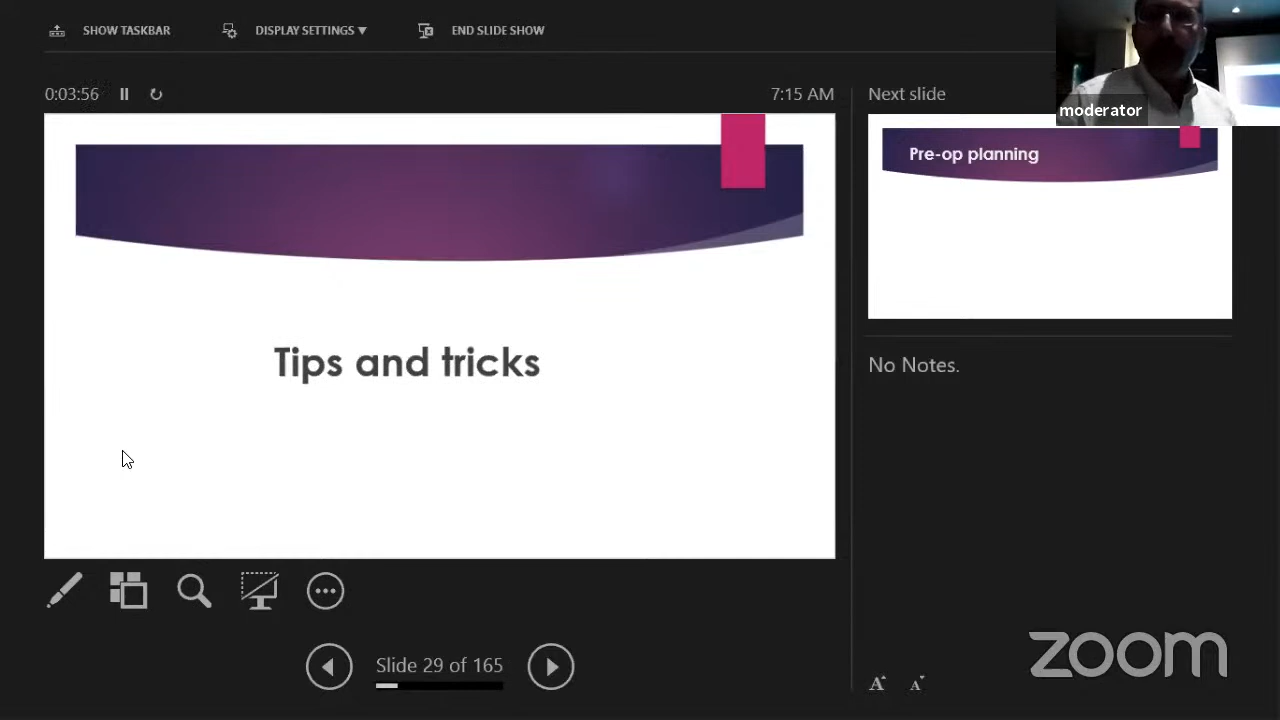 SHOW TASKBAR
DISPLAY SETTINGS ▼
END SLIDE SHOW
0:03:56
7:15 AM
Next slide
moderator
Pre-op planning
Tips and tricks
No Notes.
Slide 29 of 165
A A
zoom